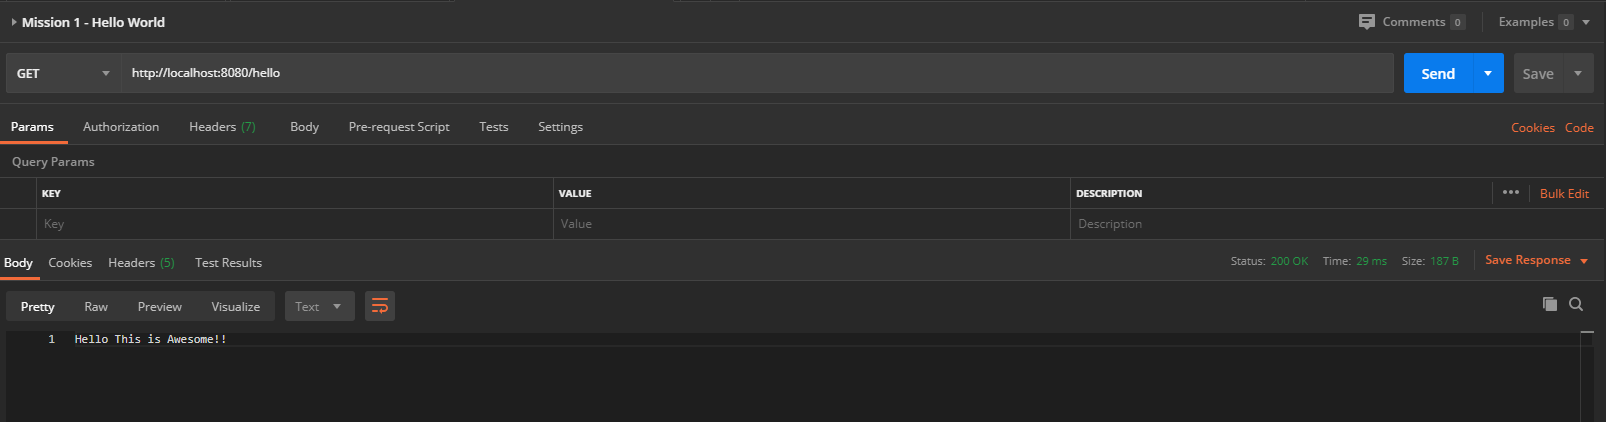 Mission 1 - Hello World Comments 0 Examples 0
GET http://localhost:8080/hello Send Save
Params Authorization Headers (7) Body Pre-request Script Tests Settings Cookies Code
Query Params
KEY VALUE DESCRIPTION ••• Bulk Edit
Key Value Description
Body Cookies Headers (5) Test Results Status: 200 OK Time: 29 ms Size: 187 B Save Response
Pretty Raw Preview Visualize Text
1 Hello This is Awesome!!